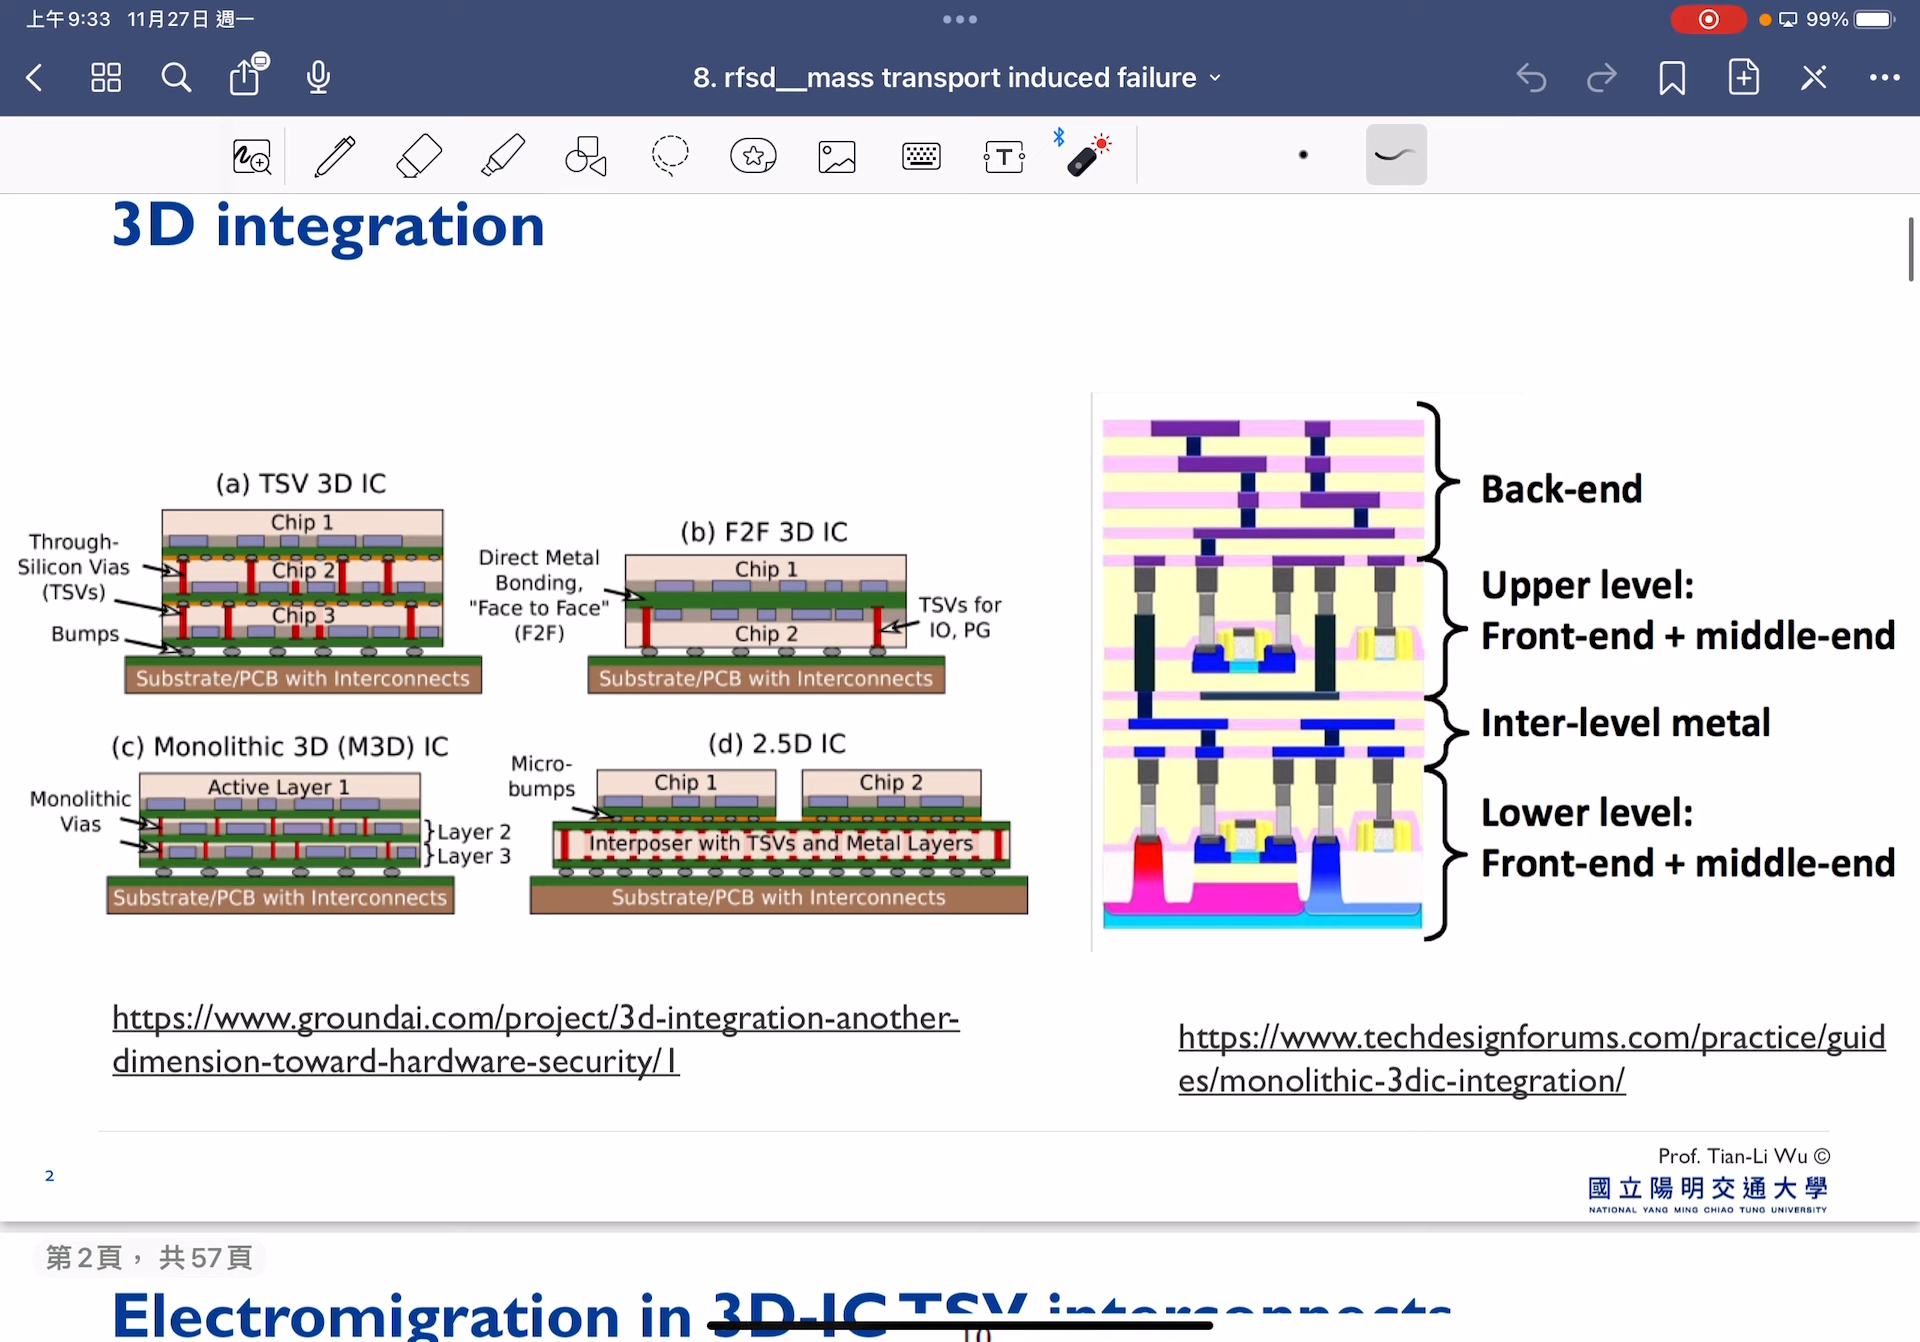 上午9:33 11月27日 週一
99%
8. rfsd__mass transport induced failure
T
3D integration
(a) TSV 3D IC
Chip 1
Through-
Silicon Vias
(TSVs)
Chip 2
Chip 3
Bumps
Substrate/PCB with Interconnects
(b) F2F 3D IC
Direct Metal
Bonding,
"Face to Face"
(F2F)
Chip 1
Chip 2
TSVs for
IO, PG
Substrate/PCB with Interconnects
(c) Monolithic 3D (M3D) IC
Active Layer 1
Monolithic
Vias
Layer 2
Layer 3
Substrate/PCB with Interconnects
(d) 2.5D IC
Micro-
bumps
Chip 1
Chip 2
Interposer with TSVs and Metal Layers
Substrate/PCB with Interconnects
Back-end
Upper level:
Front-end + middle-end
Inter-level metal
Lower level:
Front-end + middle-end
https://www.groundai.com/project/3d-integration-another-
dimension-toward-hardware-security/1
https://www.techdesignforums.com/practice/guid
es/monolithic-3dic-integration/
Prof. Tian-Li Wu ©
2
國立陽明交通大學
NATIONAL YANG MING CHIAO TUNG UNIVERSITY
第2頁，共57頁
Electromigration in 3D-IC TSV interconnects
10